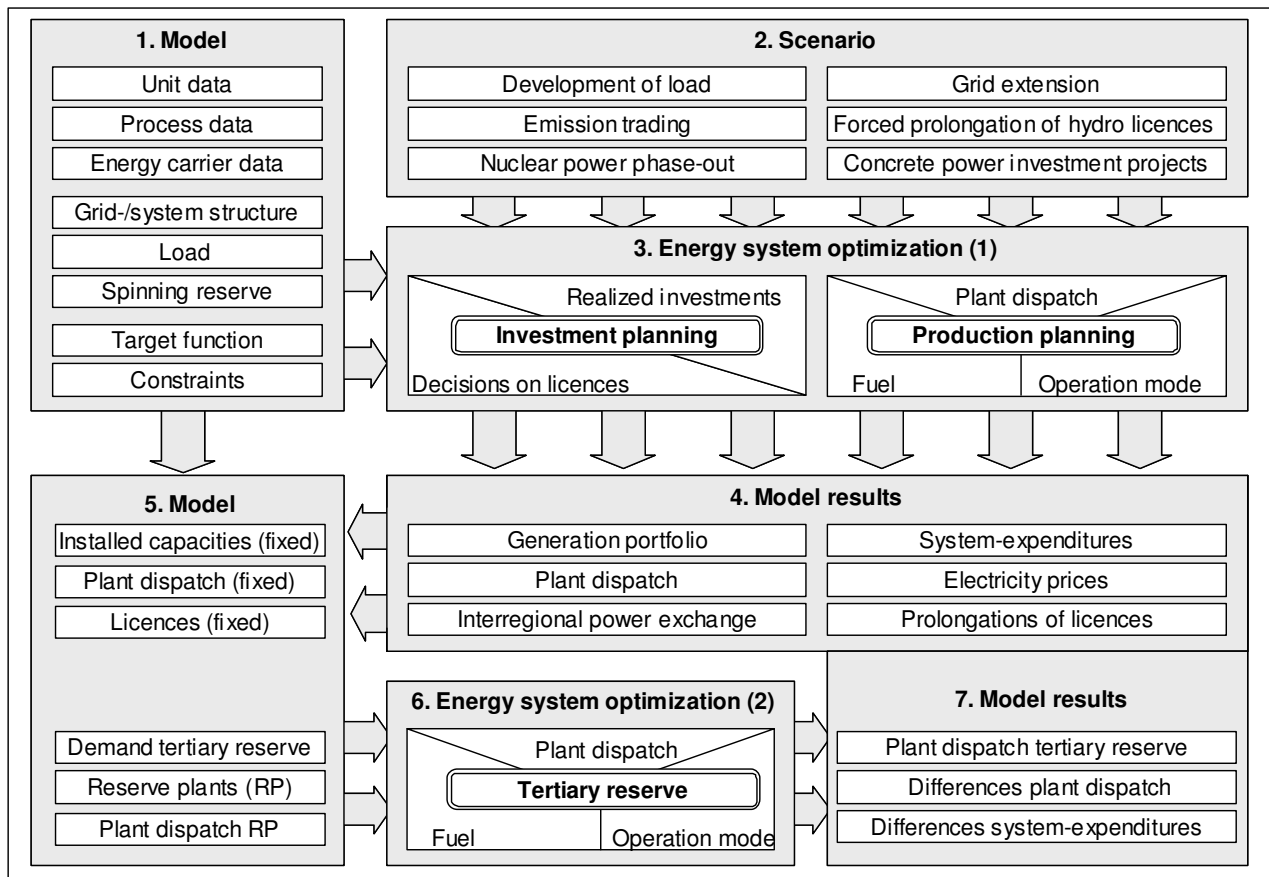 1. Model
Unit data
Process data
Energy carrier data
Grid-/system structure
Load
Spinning reserve
Target function
Constraints
2. Scenario
Development of load
Grid extension
Emission trading
Forced prolongation of hydro licences
Nuclear power phase-out
Concrete power investment projects
3. Energy system optimization (1)
Realized investments
Investment planning
Decisions on licences
Plant dispatch
Production planning
Fuel
Operation mode
4. Model results
Generation portfolio
System-expenditures
Plant dispatch
Electricity prices
Interregional power exchange
Prolongations of licences
5. Model
Installed capacities (fixed)
Plant dispatch (fixed)
Licences (fixed)
Demand tertiary reserve
Reserve plants (RP)
Plant dispatch RP
6. Energy system optimization (2)
Plant dispatch
Tertiary reserve
Fuel
Operation mode
7. Model results
Plant dispatch tertiary reserve
Differences plant dispatch
Differences system-expenditures